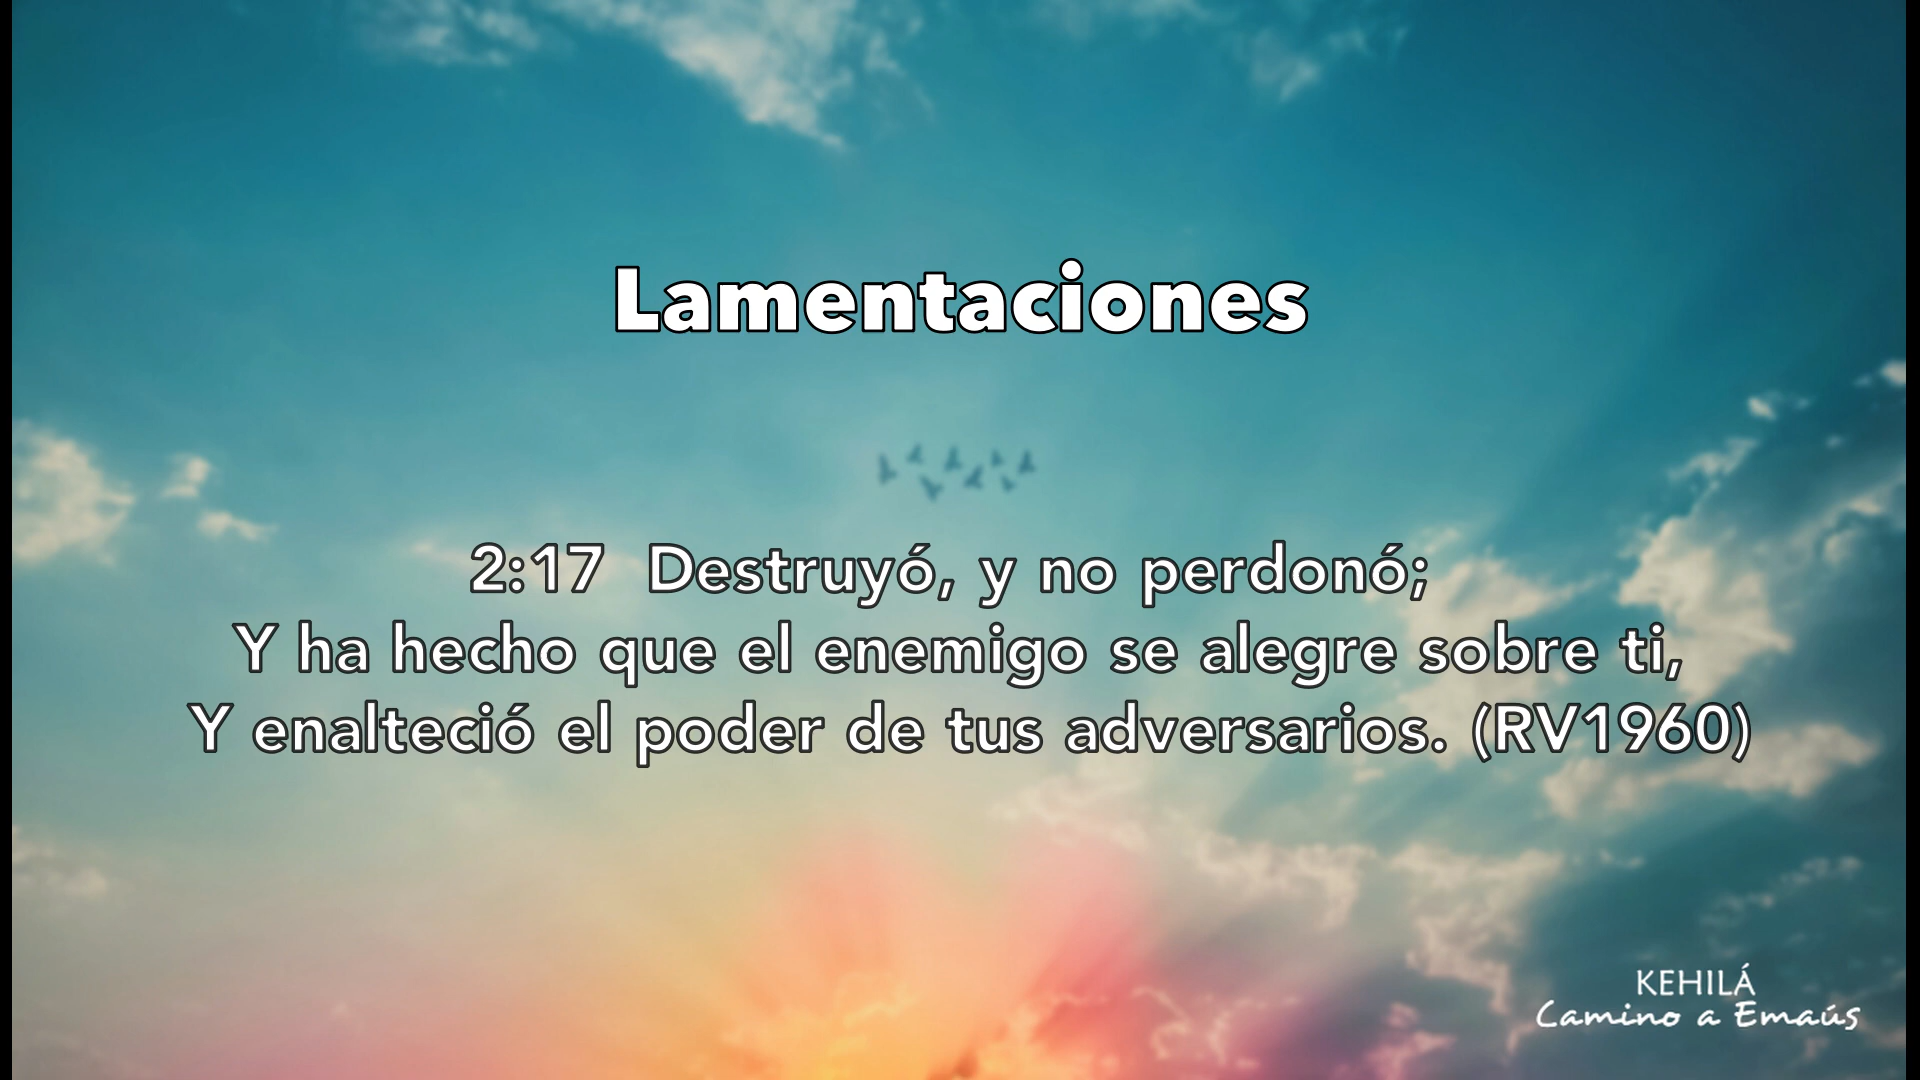 Lamentaciones
2:17  Destruyó, y no perdonó;
Y ha hecho que el enemigo se alegre sobre ti,
Y enalteció el poder de tus adversarios. (RV1960)
KEHILÁ
Camino a Emaús